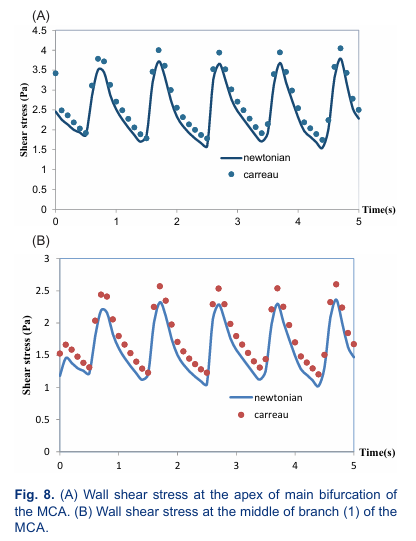 (A)
4.5
4
3.5
3
2.5
2
1.5
1
0.5
0
Shear stress (Pa)
newtonian
carreau
0 1 2 3 4 5
Time(s)
(B)
3
2.5
2
1.5
1
0.5
0
Shear stress (Pa)
newtonian
carreau
Time(s)
0 1 2 3 4 5
Fig. 8. (A) Wall shear stress at the apex of main bifurcation of
the MCA. (B) Wall shear stress at the middle of branch (1) of the
MCA.